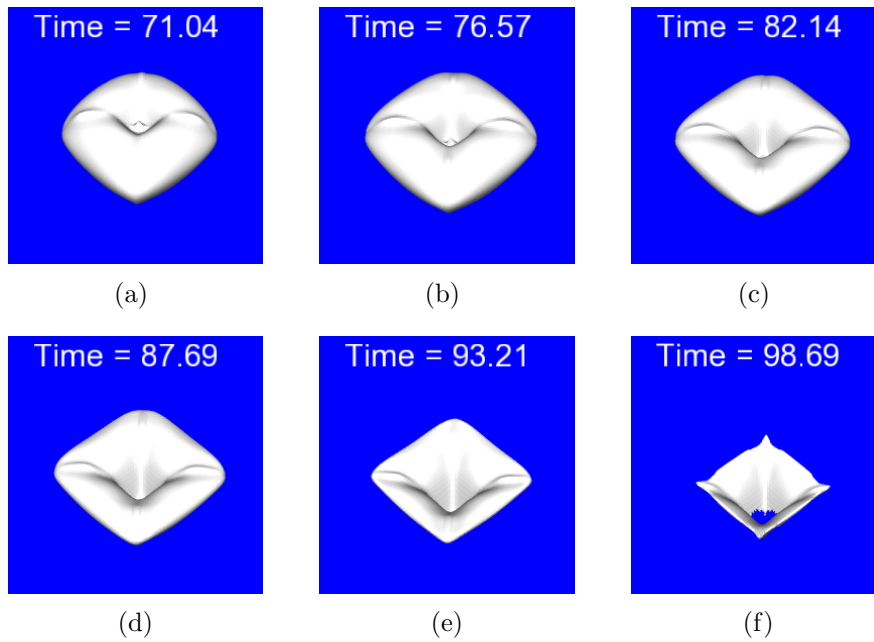 Time = 71.04
Time = 76.57
Time = 82.14
(a)
(b)
(c)
Time = 87.69
Time = 93.21
Time = 98.69
(d)
(e)
(f)